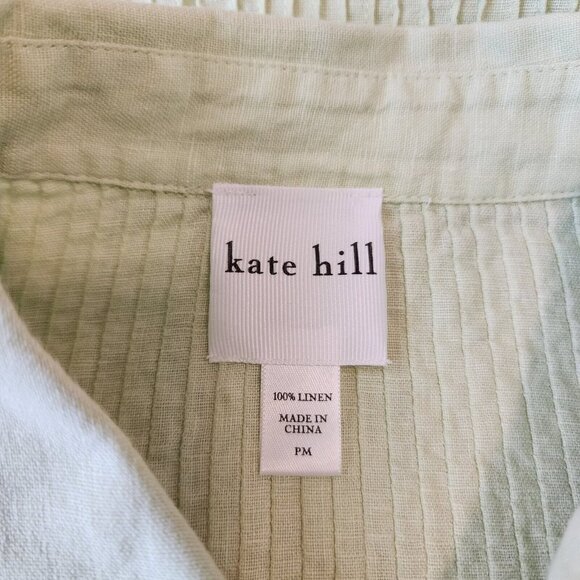 kate hill
100% LINEN
MADE IN
CHINA
PM